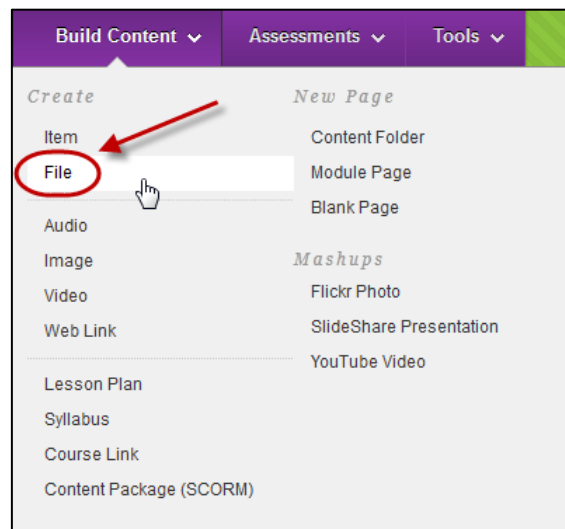 Build Content Assessments Tools
Create
Item
File
Audio
Image
Video
Web Link
Lesson Plan
Syllabus
Course Link
Content Package (SCORM)
New Page
Content Folder
Module Page
Blank Page
Mashups
Flickr Photo
SlideShare Presentation
YouTube Video